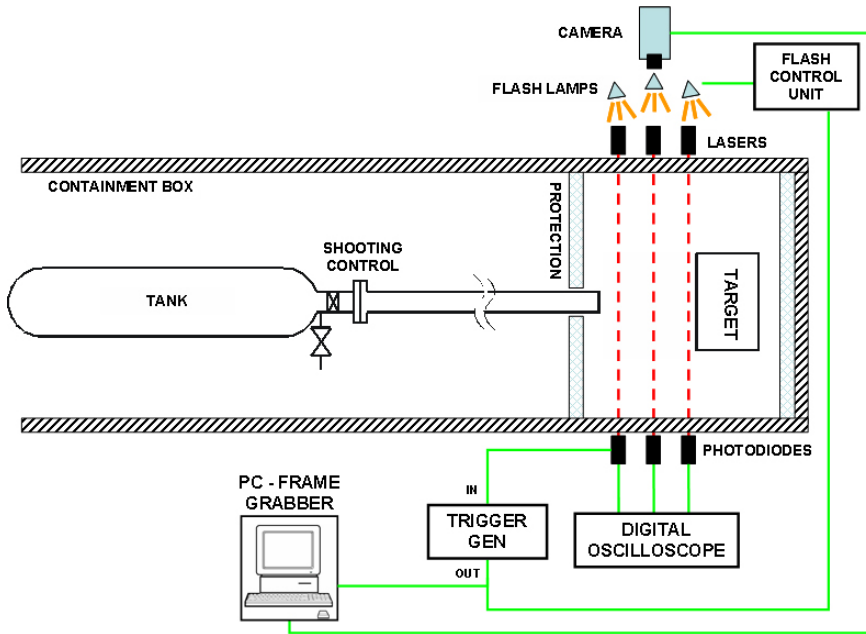 CAMERA
FLASH LAMPS
FLASH
CONTROL
UNIT
LASERS
CONTAINMENT BOX
PROTECTION
SHOOTING
CONTROL
TANK
TARGET
PHOTODIODES
PC - FRAME
GRABBER
IN
TRIGGER
GEN
OUT
DIGITAL
OSCILLOSCOPE